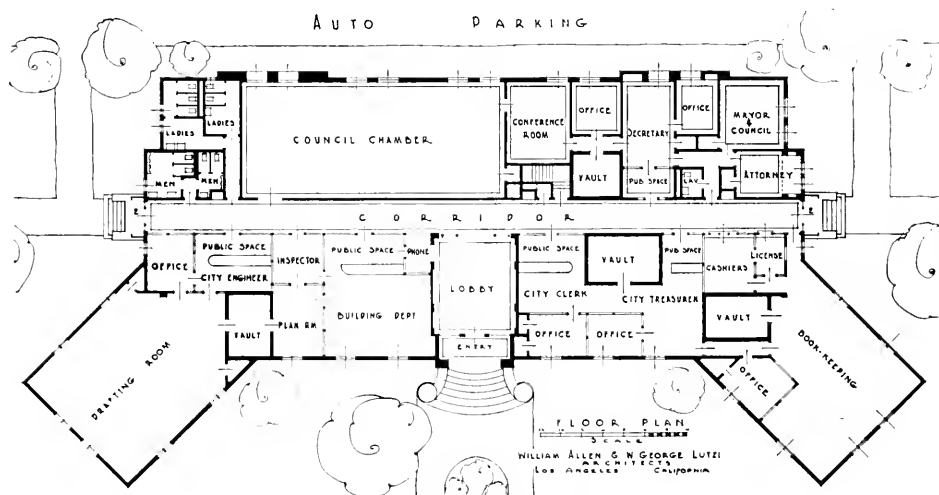 AUTO PARKING
LADIES
LADIES
MEN
MEN
COUNCIL CHAMBER
CONFERENCE
ROOM
OFFICE
VAULT
SECRETARY
PUB SPACE
OFFICE
LAV.
MAYOR
&
COUNCIL
ATTORNEY
CORRIDOR
OFFICE
PUBLIC SPACE
CITY ENGINEER
INSPECTOR
PUBLIC SPACE
PHONE
LOBBY
PUBLIC SPACE
VAULT
PUB SPACE
CASHIERS
LICENSE
CITY CLERK
CITY TREASURER
VAULT
PLAN RM
BUILDING DEPT
OFFICE
OFFICE
VAULT
ENTRY
DRAFTING ROOM
BOOK-KEEPING
OFFICE
FLOOR PLAN
SCALE
WILLIAM ALLEN & W GEORGE LUTZI
ARCHITECTS
LOS ANGELES CALIFORNIA